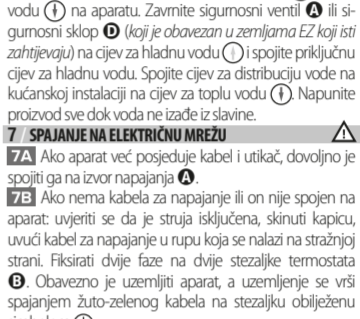 vodu на aparatu. Zavrnite sigurnosni ventil A ili si-
gurnosni sklop D (koji je obavezan u zemljama EZ koji isti
zahtijevaju) na cijev za hladnu vodu i spojite priključnu
cijev za hladnu vodu. Spojite cijev za distribuciju vode na
kućanskoj instalaciji na cijev za toplu vodu. Napunite
proizvod sve dok voda ne izađe iz slavine.
7 / SPAJANJE NA ELEKTRIČNU MREŽU
7A Ako aparat već posjeduje kabel i utikač, dovoljno je
spojiti ga na izvor napajanja A.
7B Ako nema kabela za napajanje ili on nije spojen na
aparat: uvjeriti se da je struja isključena, skinuti kapicu,
uvući kabel za napajanje u rupu koja se nalazi na stražnjoj
strani. Fiksirati dvije faze na dvije stezaljke termostata
B. Obavezno je uzemljiti aparat, a uzemljenje se vrši
spajanjem žuto-zelenog kabela na stezaljku obilježenu